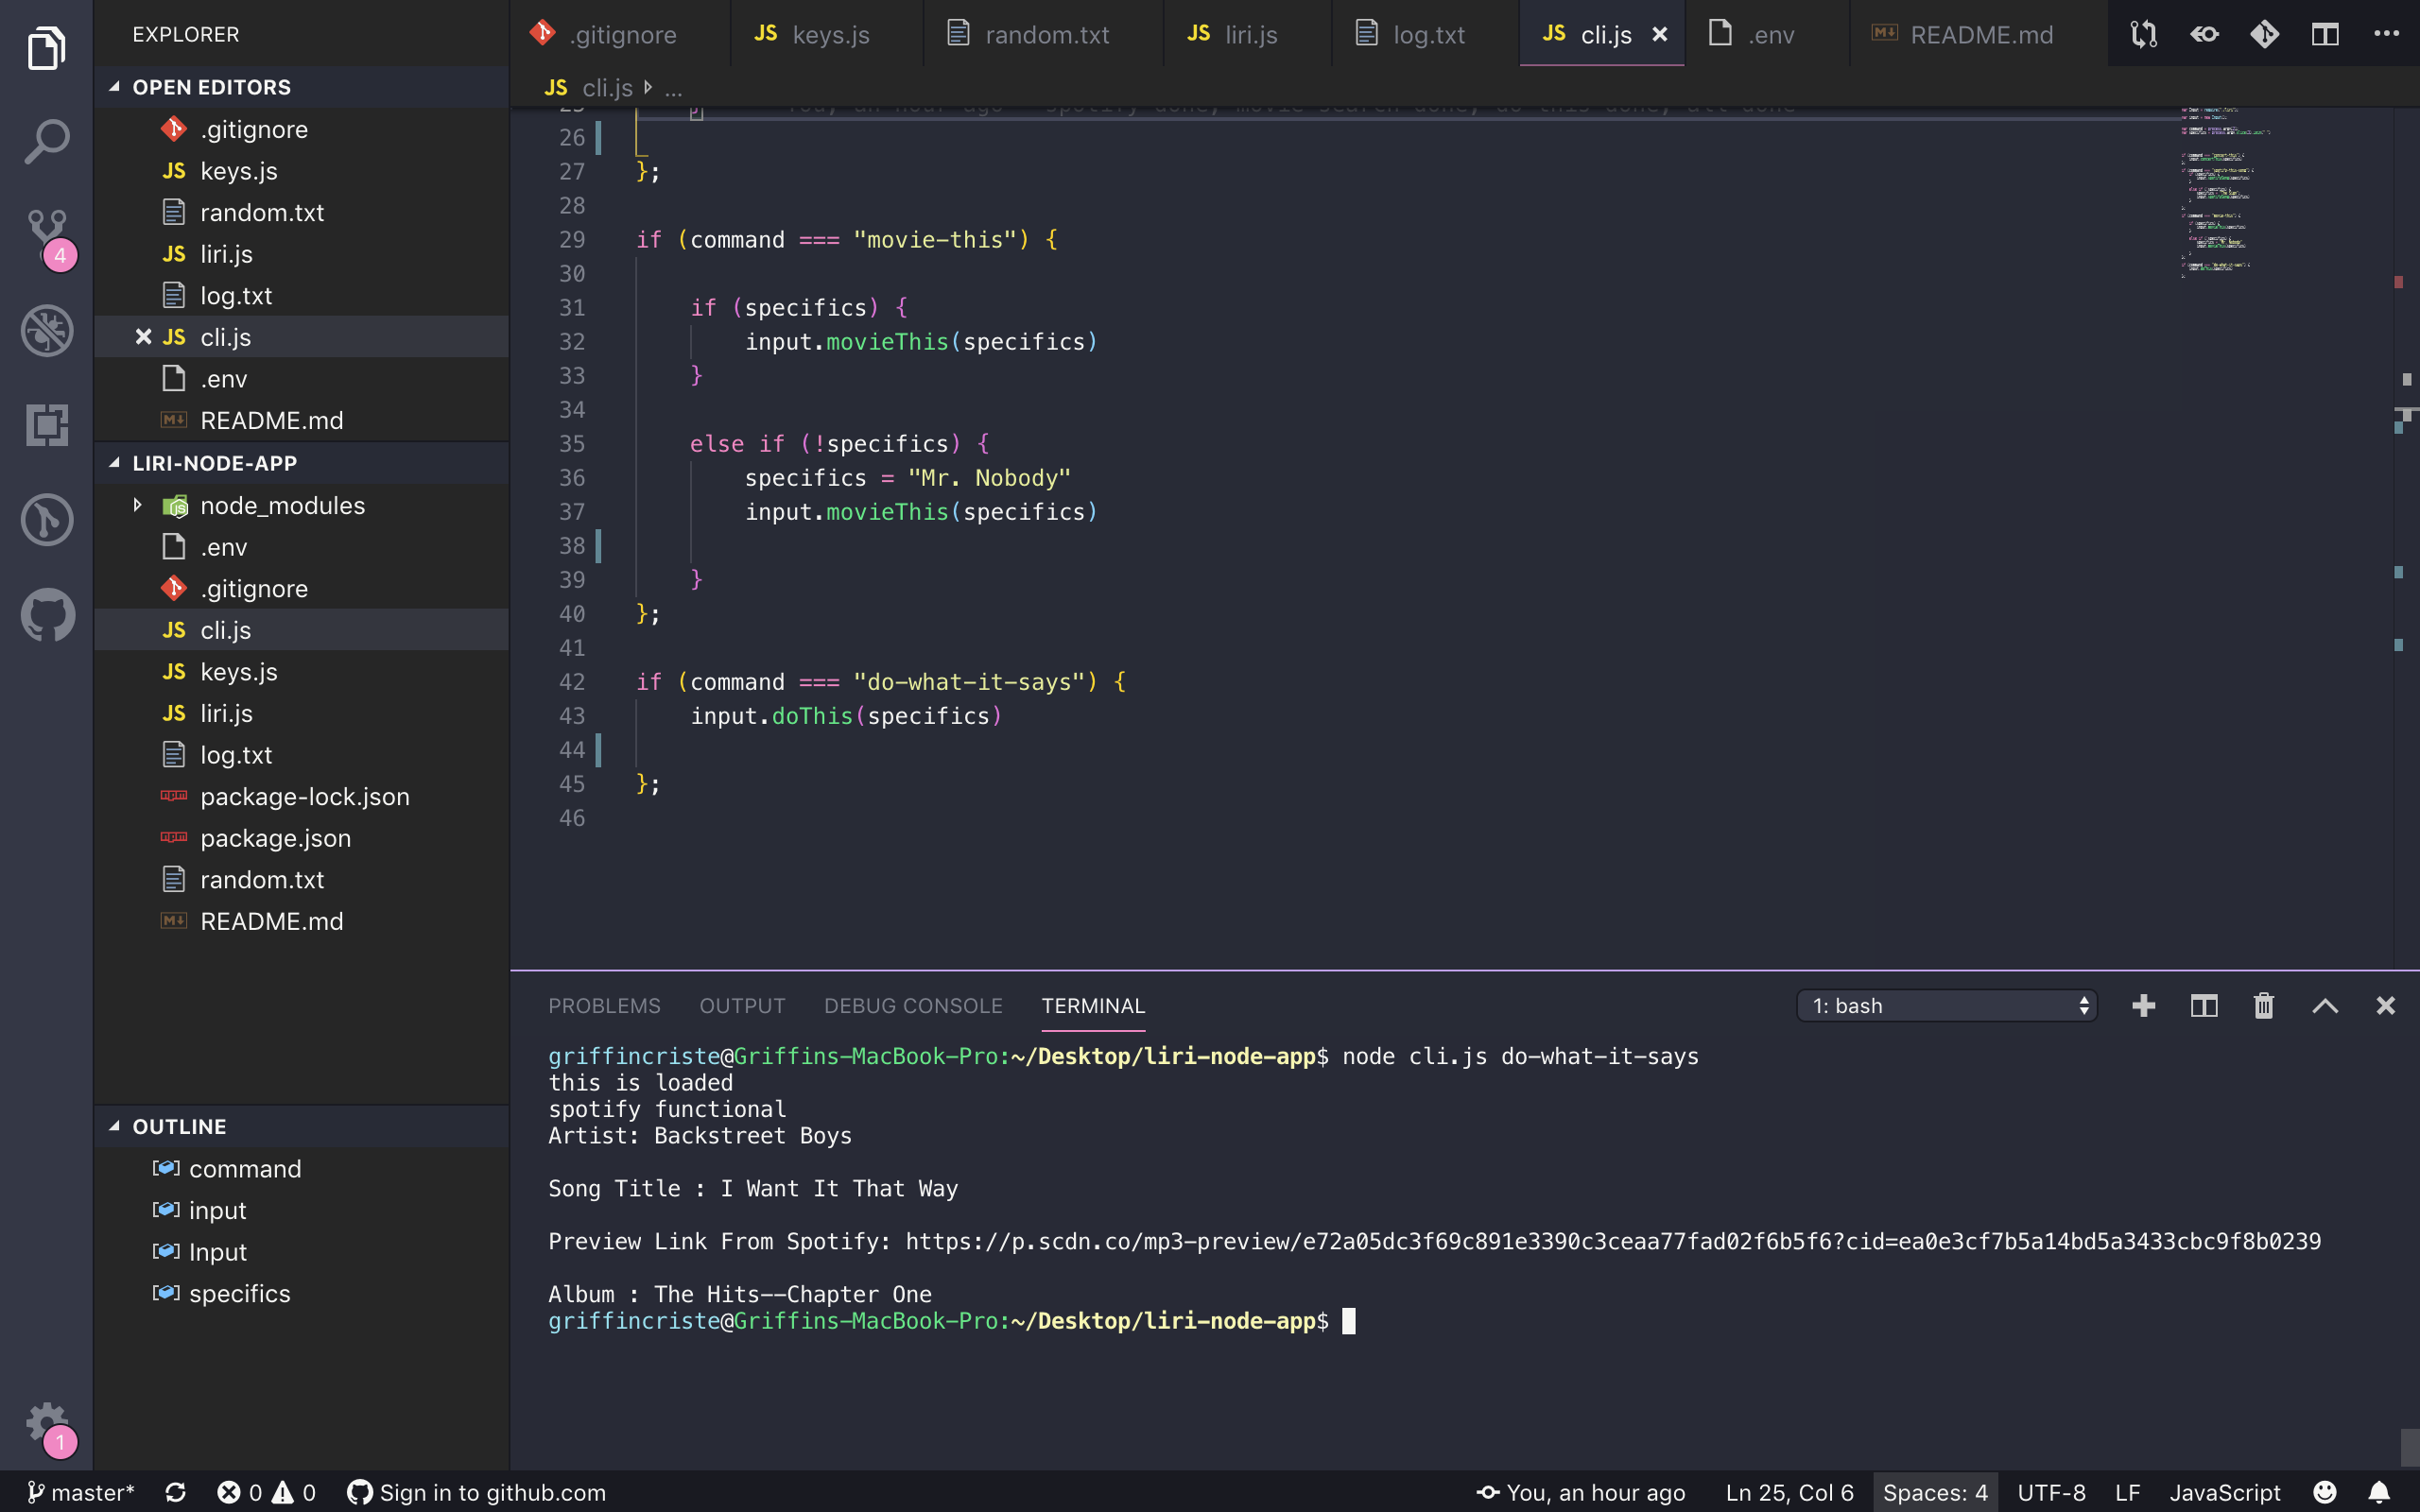 EXPLORER
OPEN EDITORS
.gitignore
JS keys.js
random.txt
JS liri.js
log.txt
JS cli.js
.env
README.md
LIRI-NODE-APP
node_modules
.env
.gitignore
JS cli.js
JS keys.js
JS liri.js
log.txt
package-lock.json
package.json
random.txt
README.md
OUTLINE
command
input
Input
specifics
4
1
.gitignore JS keys.js random.txt JS liri.js log.txt JS cli.js .env README.md
JS cli.js ...
26
27 };
28
29 if (command === "movie-this") {
30
31 if (specifics) {
32 input.movieThis(specifics)
33 }
34
35 else if (!specifics) {
36 specifics = "Mr. Nobody"
37 input.movieThis(specifics)
38
39 }
40 };
41
42 if (command === "do-what-it-says") {
43 input.doThis(specifics)
44
45 };
46
PROBLEMS OUTPUT DEBUG CONSOLE TERMINAL 1: bash
griffincriste@Griffins-MacBook-Pro:~/Desktop/liri-node-app$ node cli.js do-what-it-says
this is loaded
spotify functional
Artist: Backstreet Boys
Song Title : I Want It That Way
Preview Link From Spotify: https://p.scdn.co/mp3-preview/e72a05dc3f69c891e3390c3ceaa77fad02f6b5f6?cid=ea0e3cf7b5a14bd5a3433cbc9f8b0239
Album : The Hits--Chapter One
griffincriste@Griffins-MacBook-Pro:~/Desktop/liri-node-app$
master* 0 0 Sign in to github.com You, an hour ago Ln 25, Col 6 Spaces: 4 UTF-8 LF JavaScript